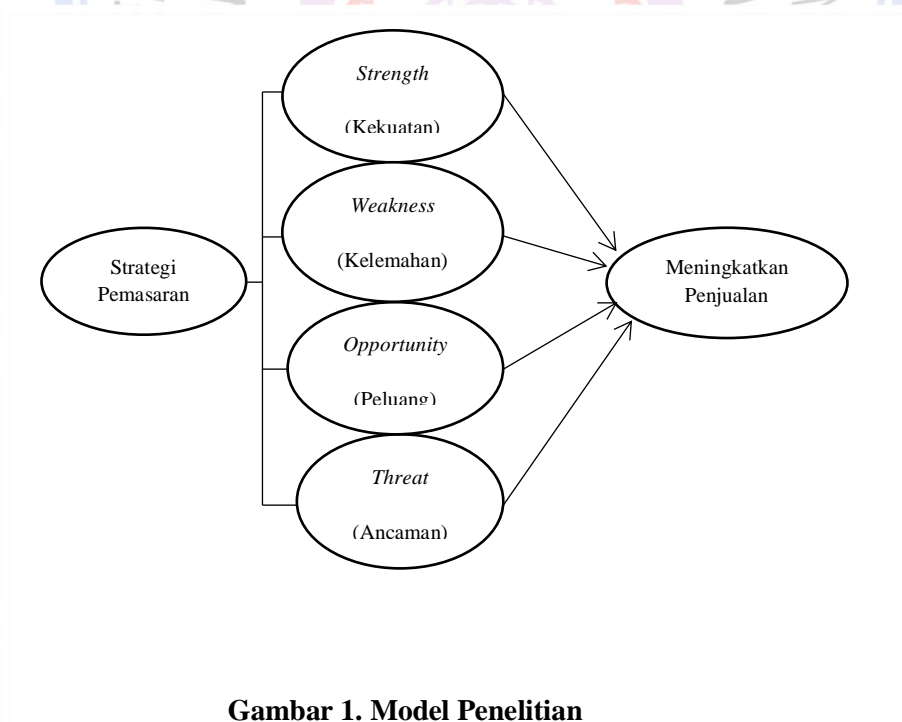 Strength
(Kekuatan)
Weakness
(Kelemahan)
Strategi
Pemasaran
Meningkatkan
Penjualan
Opportunity
(Peluang)
Threat
(Ancaman)
Gambar 1. Model Penelitian